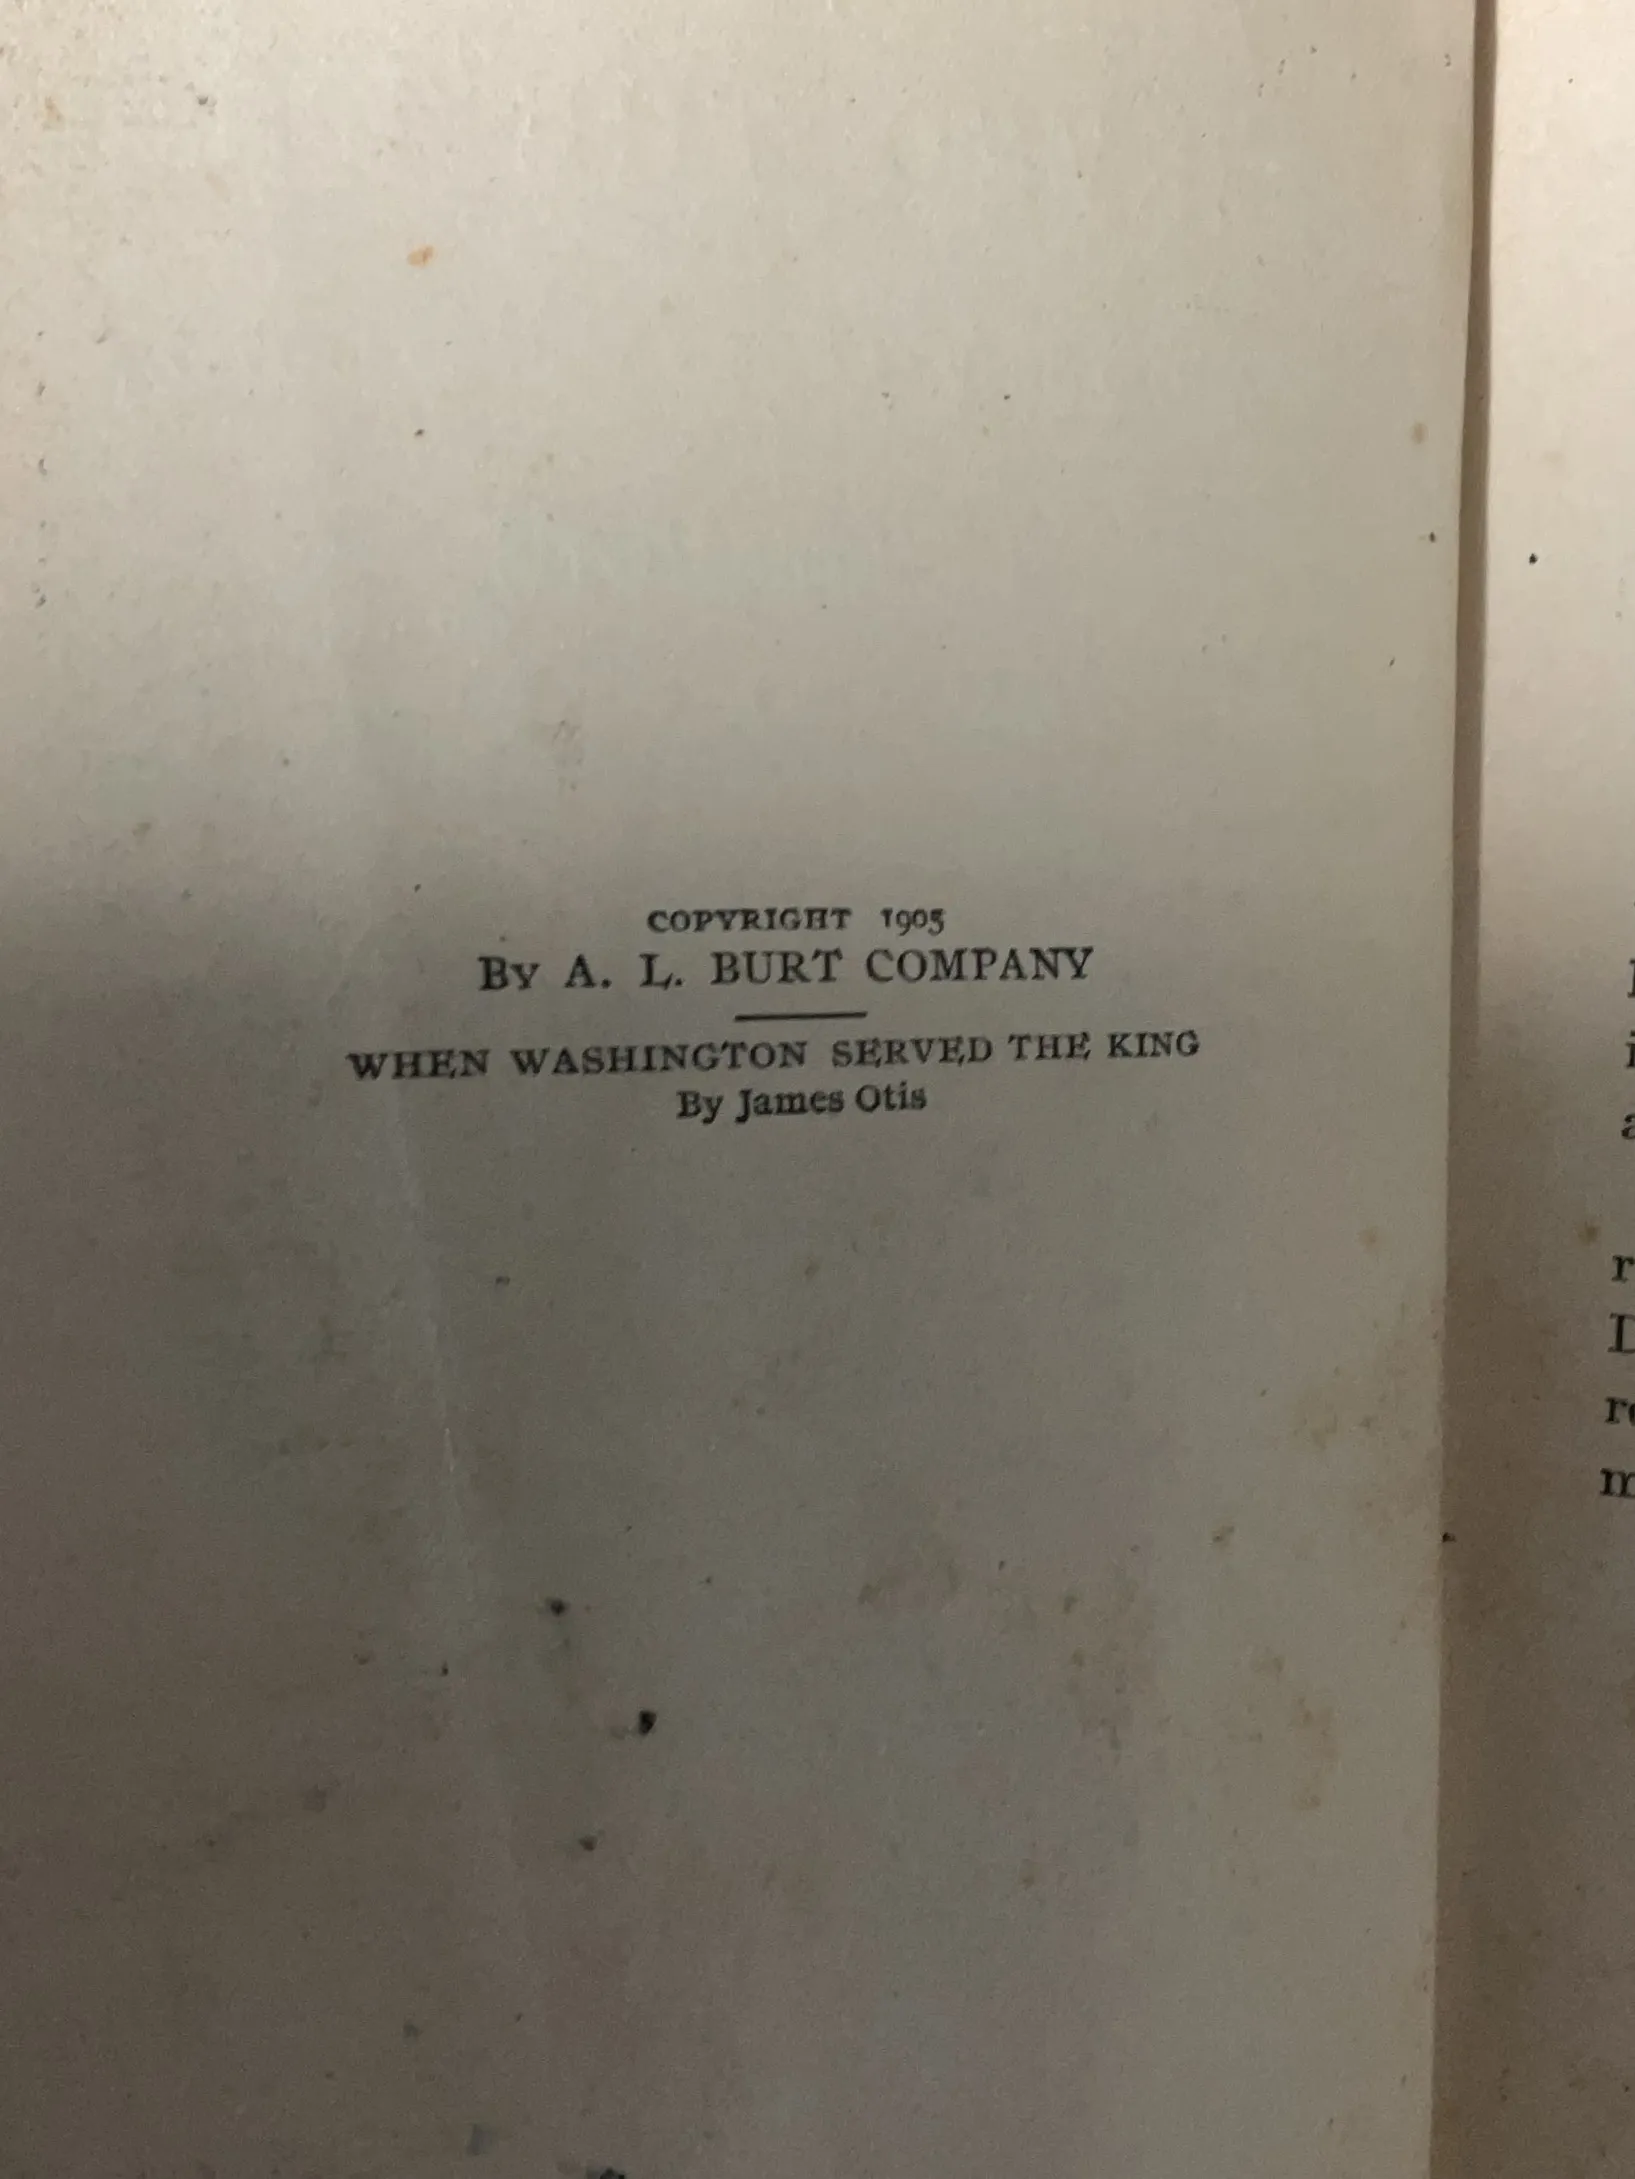 COPYRIGHT 1905
By A. L. BURT COMPANY
WHEN WASHINGTON SERVED THE KING
By James Otis